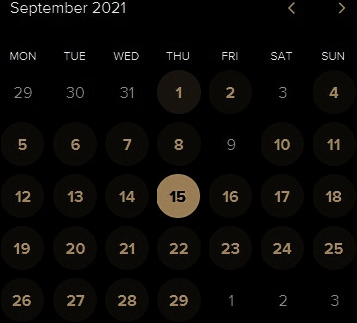 September 2021 < >
MON TUE WED THU FRI SAT SUN
29 30 31 1 2 3 4
5 6 7 8 9 10 11
12 13 14 15 16 17 18
19 20 21 22 23 24 25
26 27 28 29 1 2 3